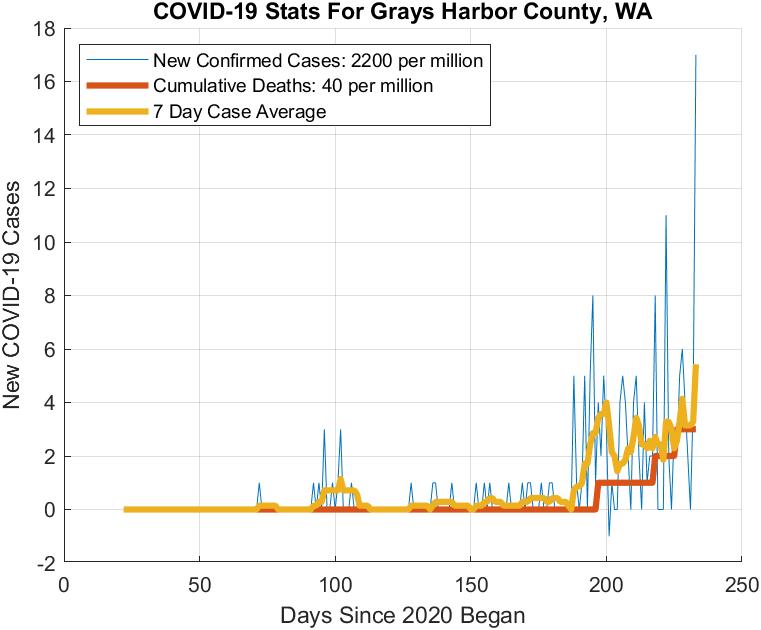 COVID-19 Stats For Grays Harbor County, WA
New Confirmed Cases: 2200 per million
Cumulative Deaths: 40 per million
7 Day Case Average
New COVID-19 Cases
18
16
14
12
10
8
6
4
2
0
-2
0 50 100 150 200 250
Days Since 2020 Began